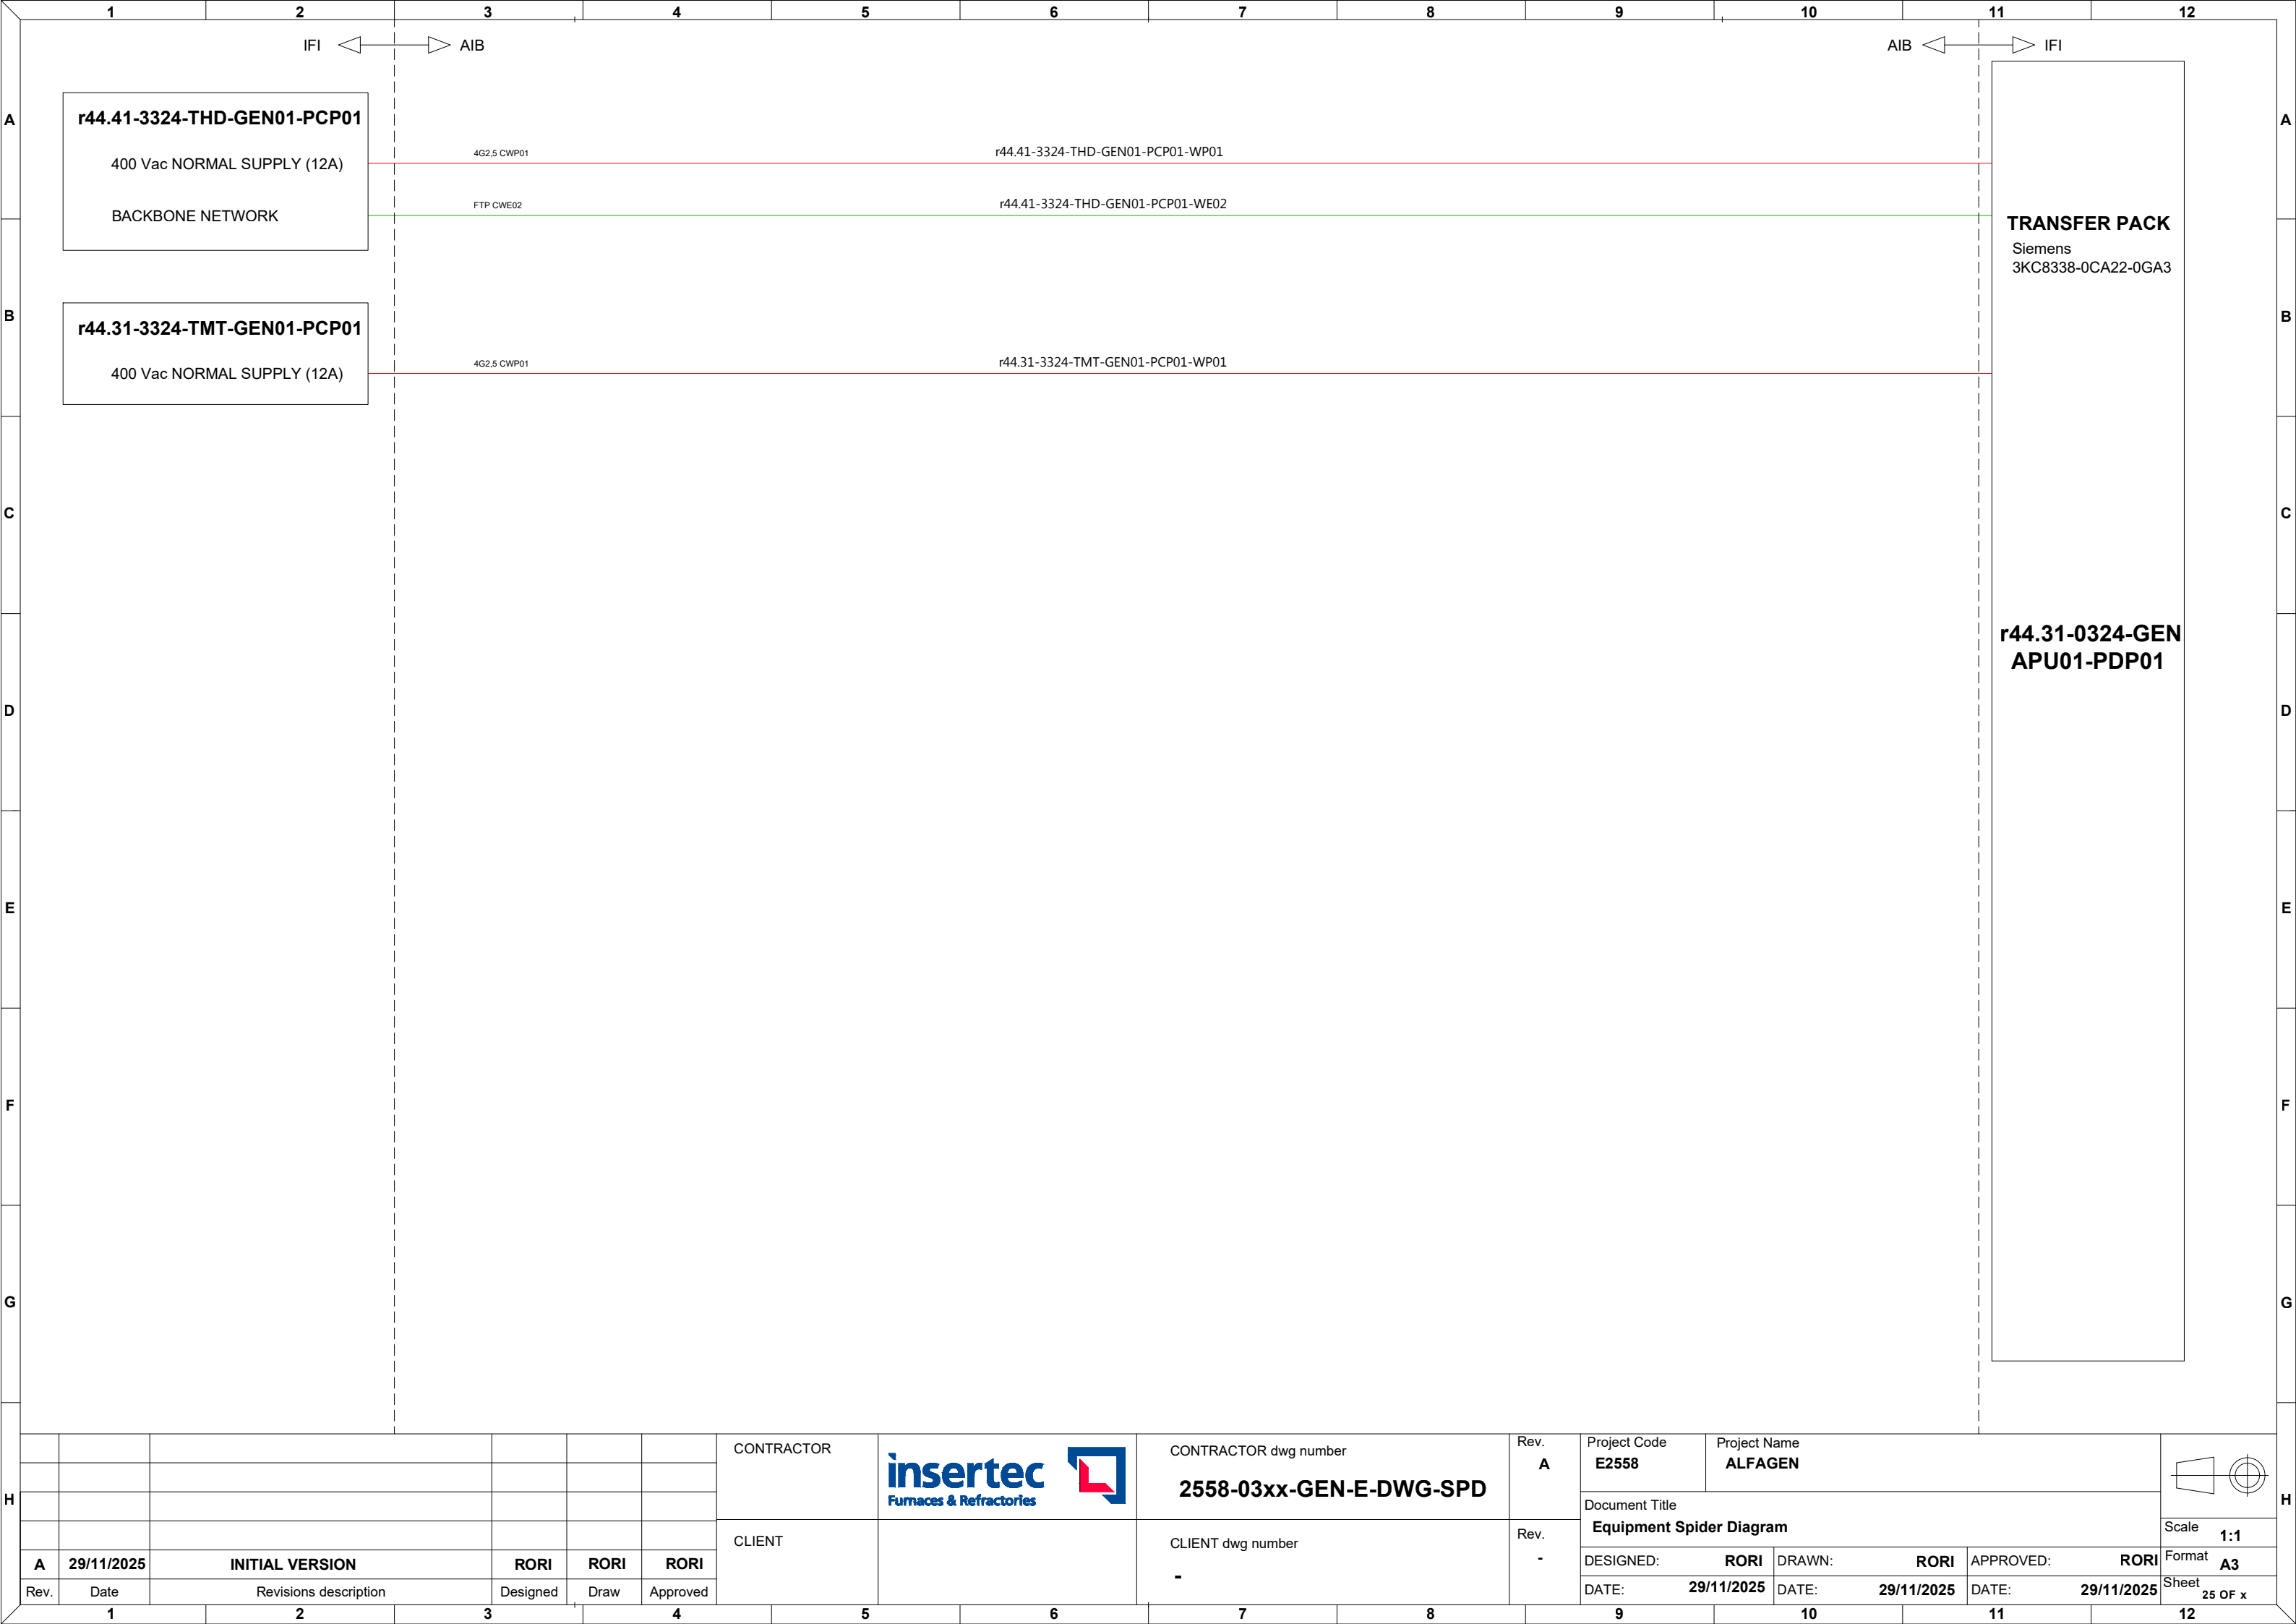 1 2 3 4 5 6 7 8 9 10 11 12
IFI AIB
AIB IFI
A
A
r44.41-3324-THD-GEN01-PCP01
400 Vac NORMAL SUPPLY (12A)
4G2,5 CWP01
r44.41-3324-THD-GEN01-PCP01-WP01
BACKBONE NETWORK
FTP CWE02
r44.41-3324-THD-GEN01-PCP01-WE02
TRANSFER PACK
Siemens
3KC8338-0CA22-0GA3
B
B
r44.31-3324-TMT-GEN01-PCP01
400 Vac NORMAL SUPPLY (12A)
4G2,5 CWP01
r44.31-3324-TMT-GEN01-PCP01-WP01
C
C
r44.31-0324-GEN
APU01-PDP01
D
D
E
E
F
F
G
G
H
H
A 29/11/2025 INITIAL VERSION RORI RORI RORI
Rev. Date Revisions description Designed Draw Approved
CONTRACTOR
insertec
Furnaces & Refractories
CLIENT
CONTRACTOR dwg number
2558-03xx-GEN-E-DWG-SPD
CLIENT dwg number
-
Rev.
A
Rev.
-
Project Code
E2558
Project Name
ALFAGEN
Document Title
Equipment Spider Diagram
DESIGNED: RORI DRAWN: RORI APPROVED: RORI
DATE: 29/11/2025 DATE: 29/11/2025 DATE: 29/11/2025
Scale
1:1
Format
A3
Sheet
25 OF x
1 2 3 4 5 6 7 8 9 10 11 12